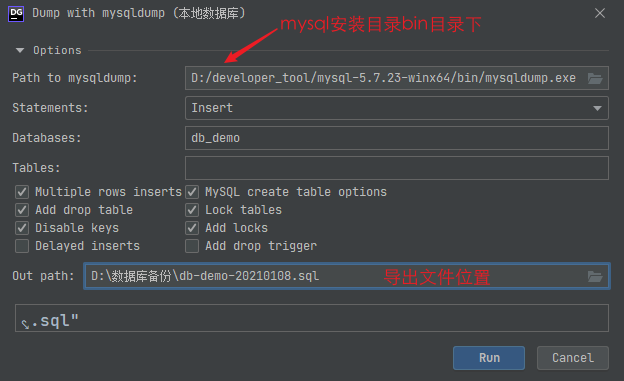 DG Dump with mysqldump (本地数据库)
mysql安装目录bin目录下
Options
Path to mysqldump: D:/developer_tool/mysql-5.7.23-winx64/bin/mysqldump.exe
Statements: Insert
Databases: db_demo
Tables:
Multiple rows inserts MySQL create table options
Add drop table Lock tables
Disable keys Add locks
Delayed inserts Add drop trigger
Out path: D:\数据库备份\db-demo-20210108.sql 导出文件位置
.sql"
Run Cancel